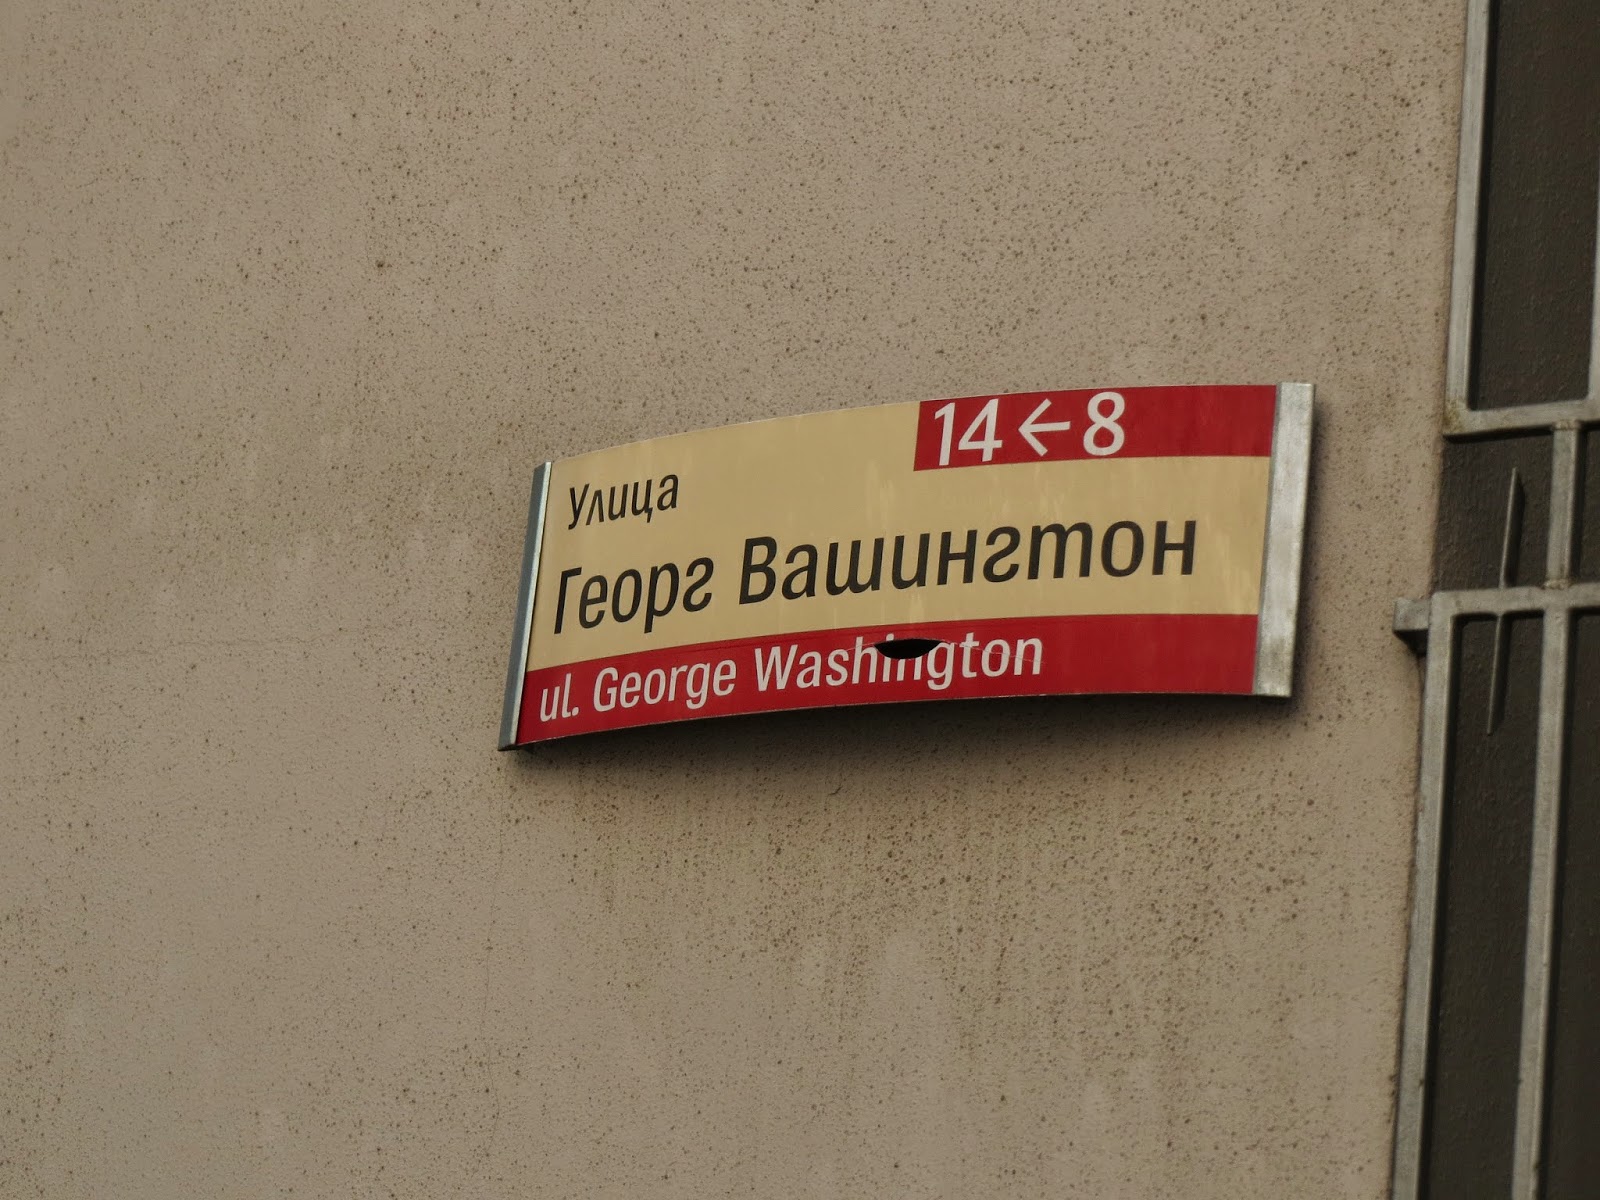 14←8
Улица
Георг Вашингтон
ul. George Washington